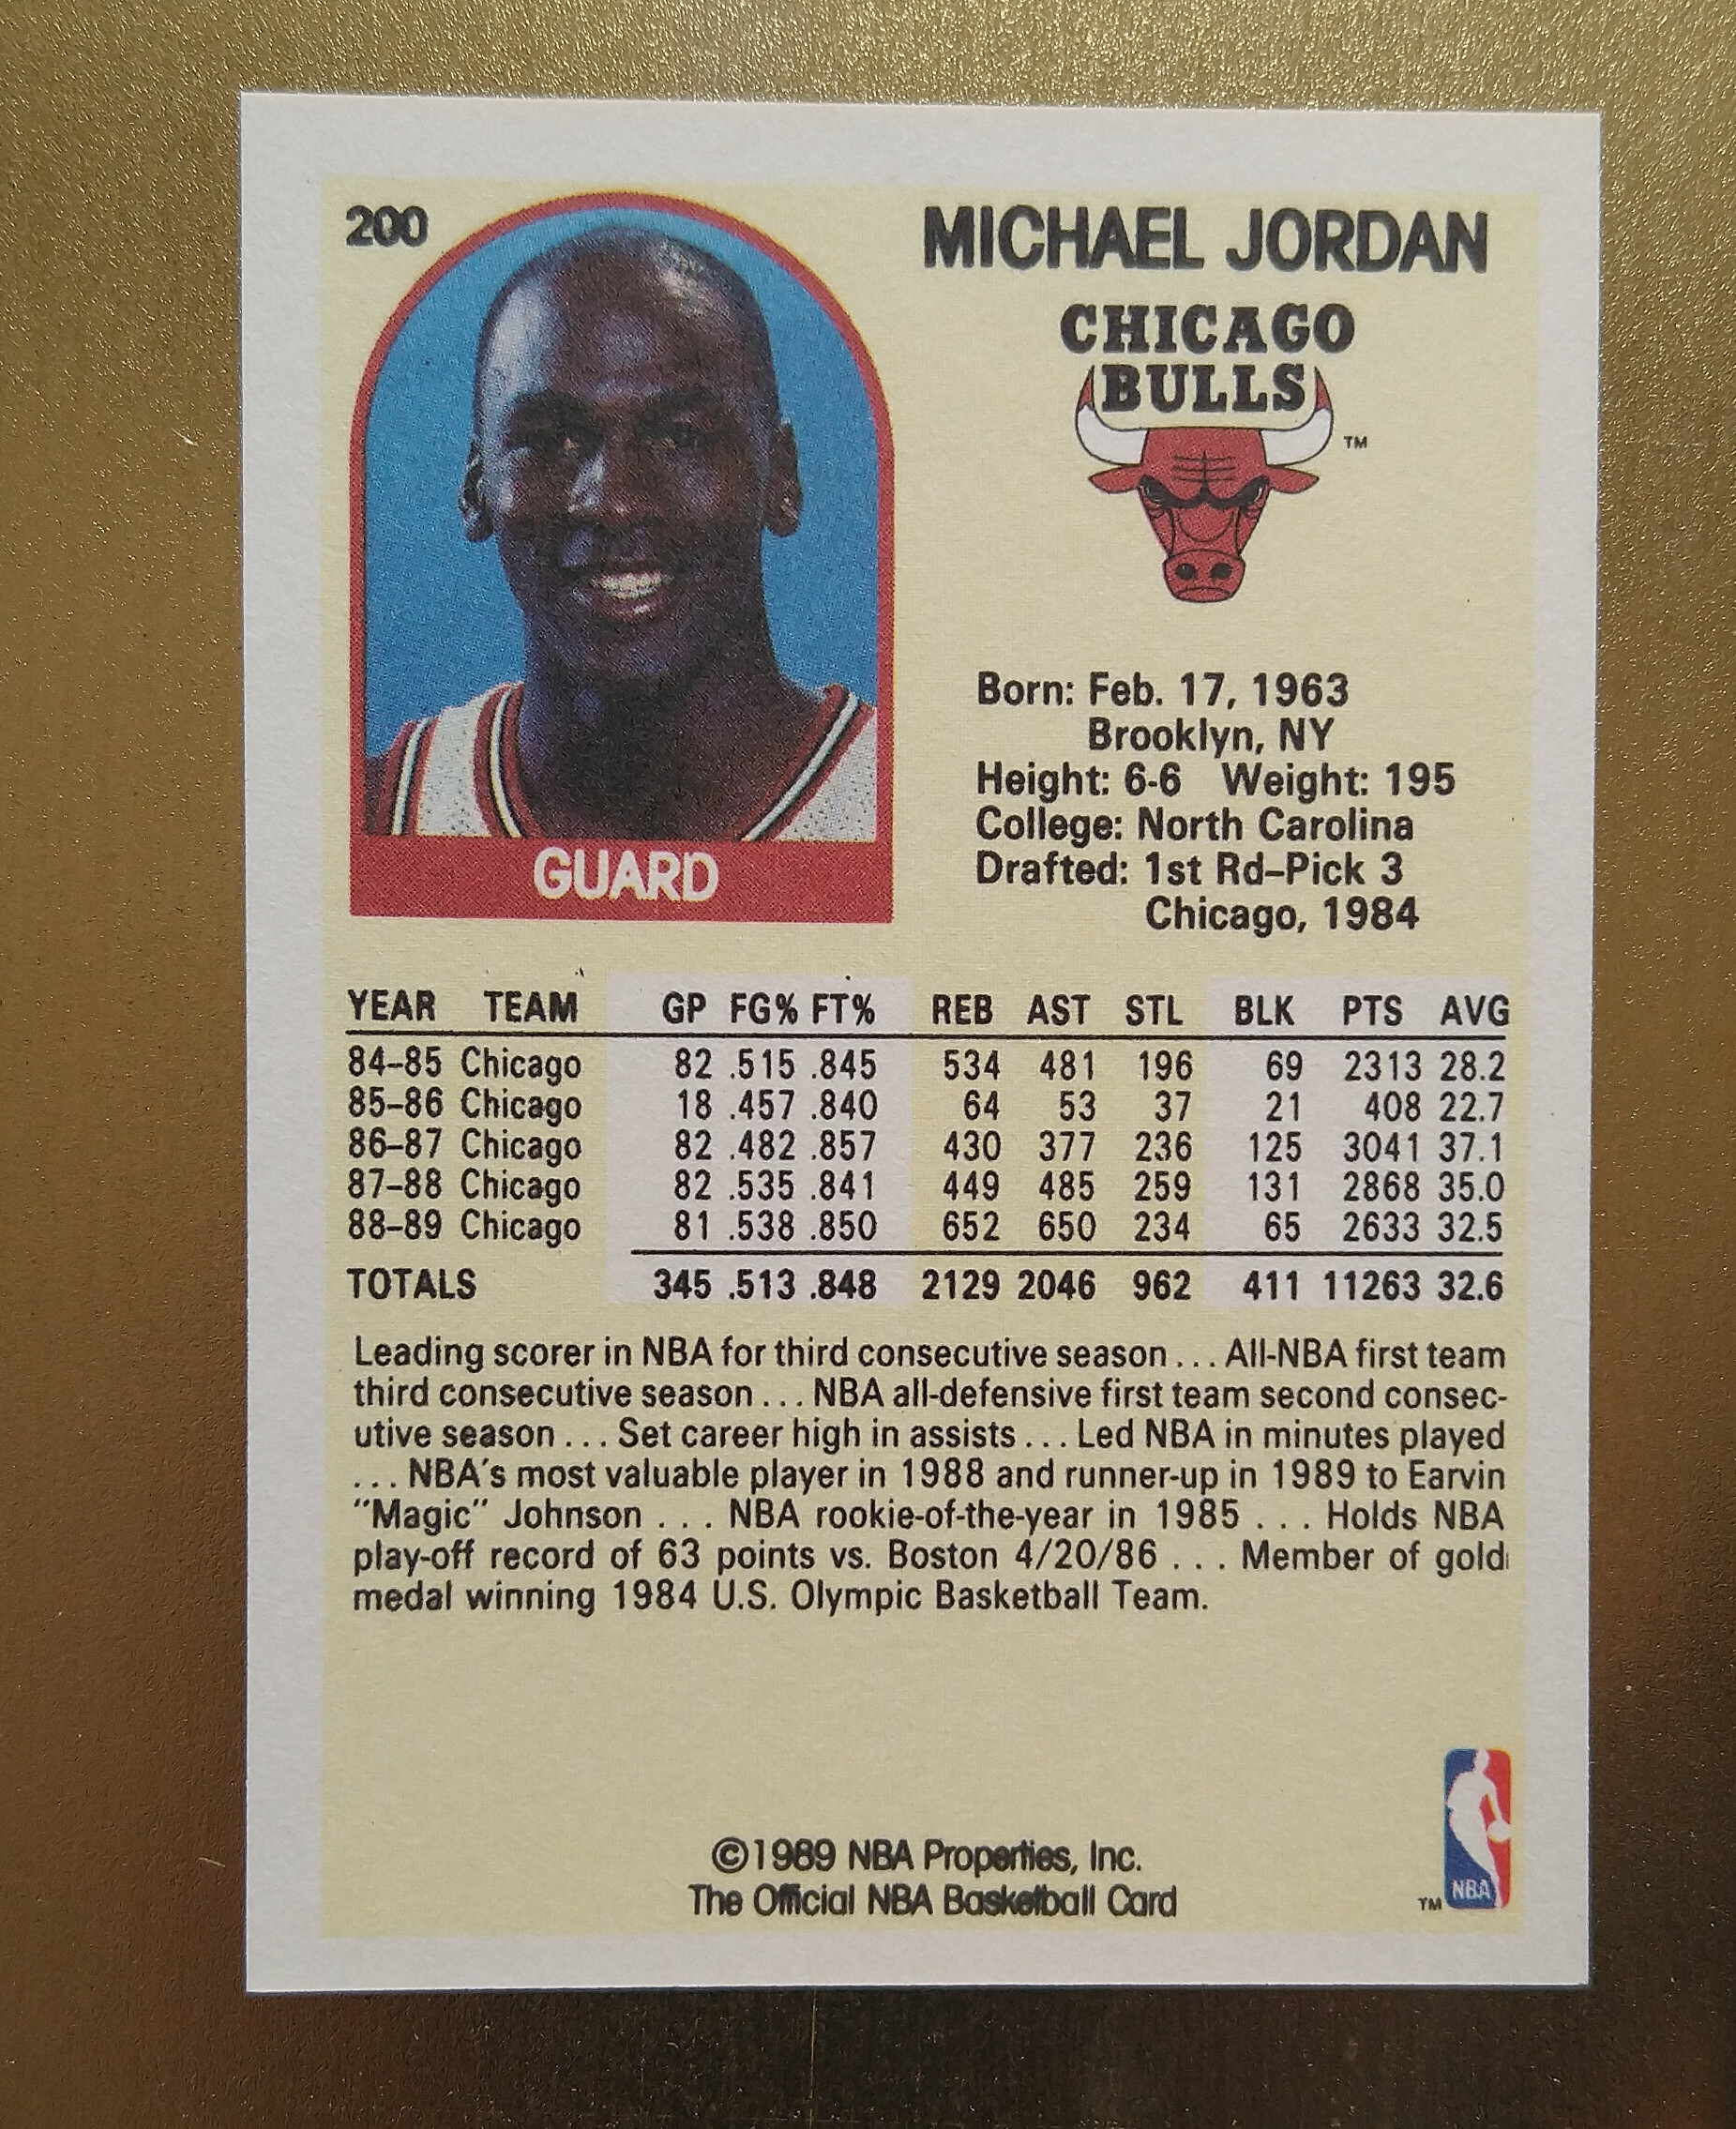 200
MICHAEL JORDAN
CHICAGO
BULLS
TM
Born: Feb. 17, 1963
Brooklyn, NY
Height: 6-6 Weight: 195
College: North Carolina
Drafted: 1st Rd–Pick 3
Chicago, 1984
GUARD
YEAR TEAM GP FG% FT% REB AST STL BLK PTS AVG
84–85 Chicago 82 .515 .845 534 481 196 69 2313 28.2
85–86 Chicago 18 .457 .840 64 53 37 21 408 22.7
86–87 Chicago 82 .482 .857 430 377 236 125 3041 37.1
87–88 Chicago 82 .535 .841 449 485 259 131 2868 35.0
88–89 Chicago 81 .538 .850 652 650 234 65 2633 32.5
TOTALS 345 .513 .848 2129 2046 962 411 11263 32.6
Leading scorer in NBA for third consecutive season . . . All-NBA first team
third consecutive season . . . NBA all-defensive first team second consec-
utive season . . . Set career high in assists . . . Led NBA in minutes played
. . . NBA's most valuable player in 1988 and runner-up in 1989 to Earvin
"Magic" Johnson . . . NBA rookie-of-the-year in 1985 . . . Holds NBA
play-off record of 63 points vs. Boston 4/20/86 . . . Member of gold
medal winning 1984 U.S. Olympic Basketball Team.
©1989 NBA Properties, Inc.
The Official NBA Basketball Card
TM NBA